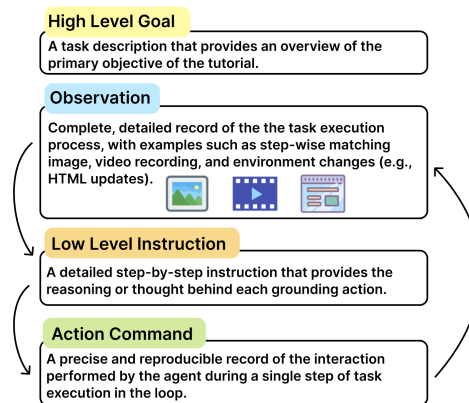 High Level Goal
A task description that provides an overview of the
primary objective of the tutorial.
Observation
Complete, detailed record of the the task execution
process, with examples such as step-wise matching
image, video recording, and environment changes (e.g.,
HTML updates).
Low Level Instruction
A detailed step-by-step instruction that provides the
reasoning or thought behind each grounding action.
Action Command
A precise and reproducible record of the interaction
performed by the agent during a single step of task
execution in the loop.